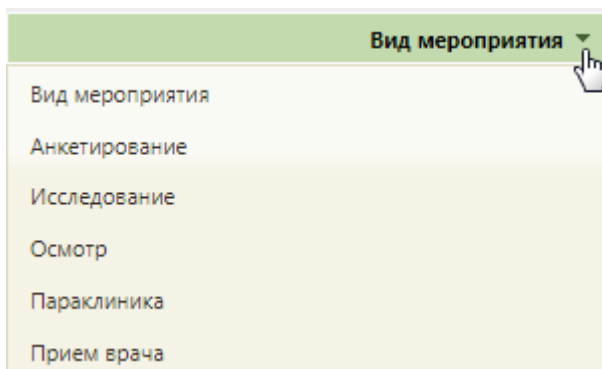 Вид мероприятия
Вид мероприятия
Анкетирование
Исследование
Осмотр
Параклиника
Прием врача